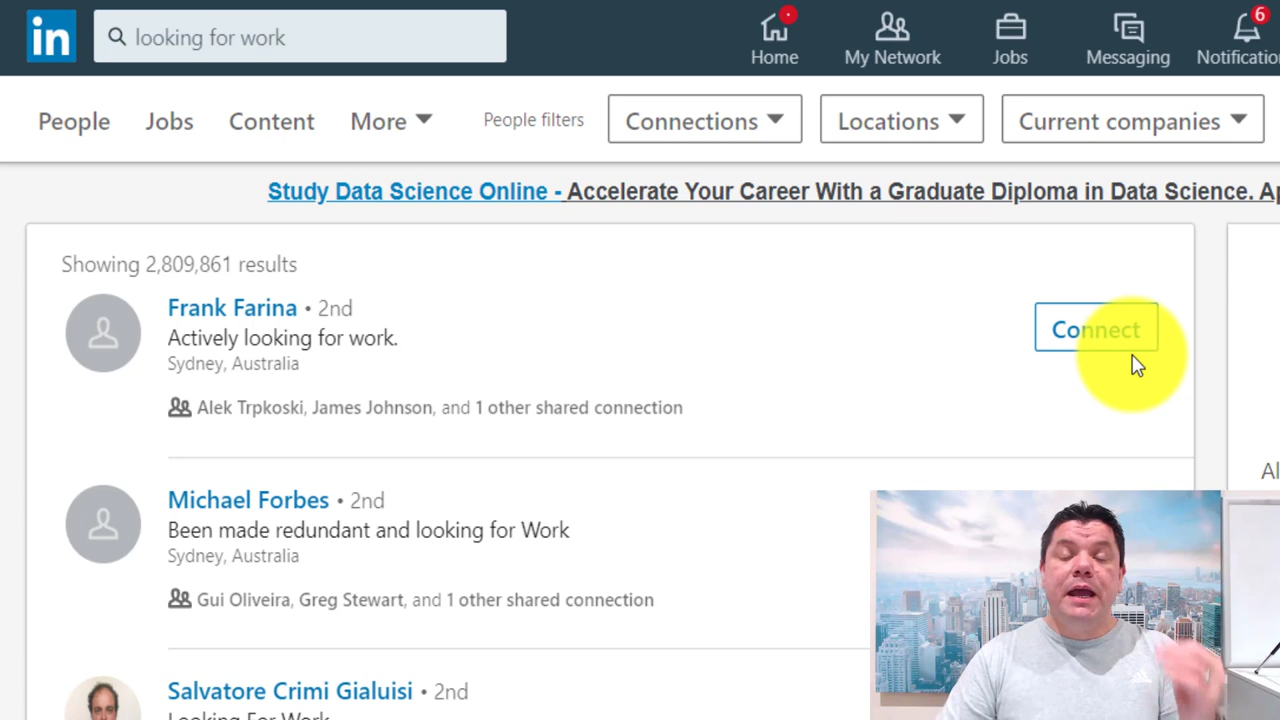 in
looking for work
Home
My Network
Jobs
Messaging
6
Notificatio
People
Jobs
Content
More
People filters
Connections
Locations
Current companies
Study Data Science Online - Accelerate Your Career With a Graduate Diploma in Data Science. Ap
Showing 2,809,861 results
Frank Farina • 2nd
Connect
Actively looking for work.
Sydney, Australia
Alek Trpkoski, James Johnson, and 1 other shared connection
Al
Michael Forbes • 2nd
Been made redundant and looking for Work
Sydney, Australia
Gui Oliveira, Greg Stewart, and 1 other shared connection
Salvatore Crimi Gialuisi • 2nd
Looking For Work